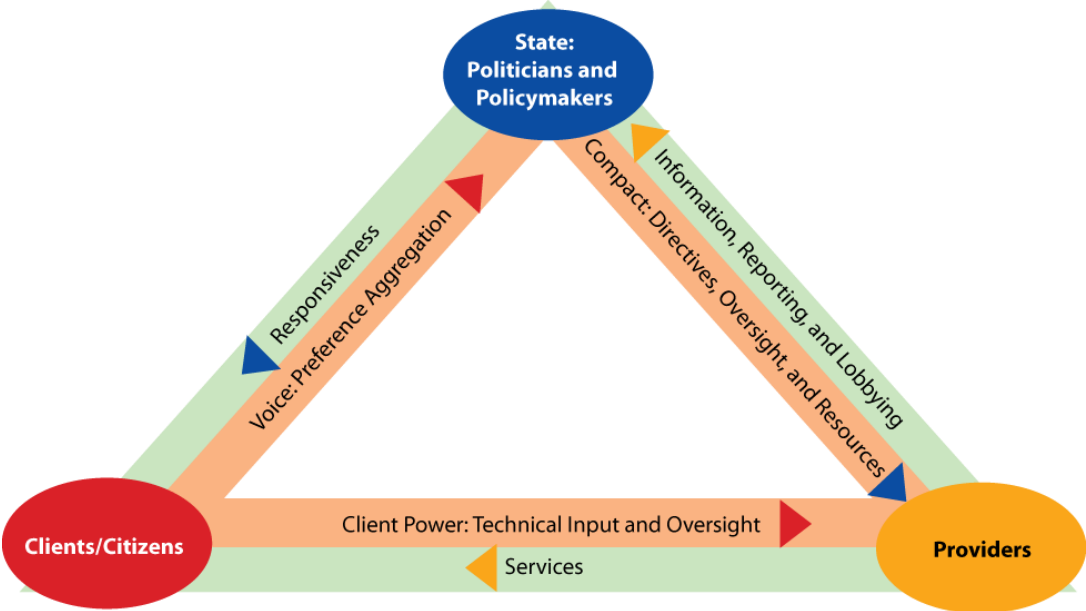 State:
Politicians and
Policymakers
Responsiveness
Voice: Preference Aggregation
Compact: Directives, Oversight, and Resources
Information, Reporting, and Lobbying
Clients/Citizens
Client Power: Technical Input and Oversight
Services
Providers